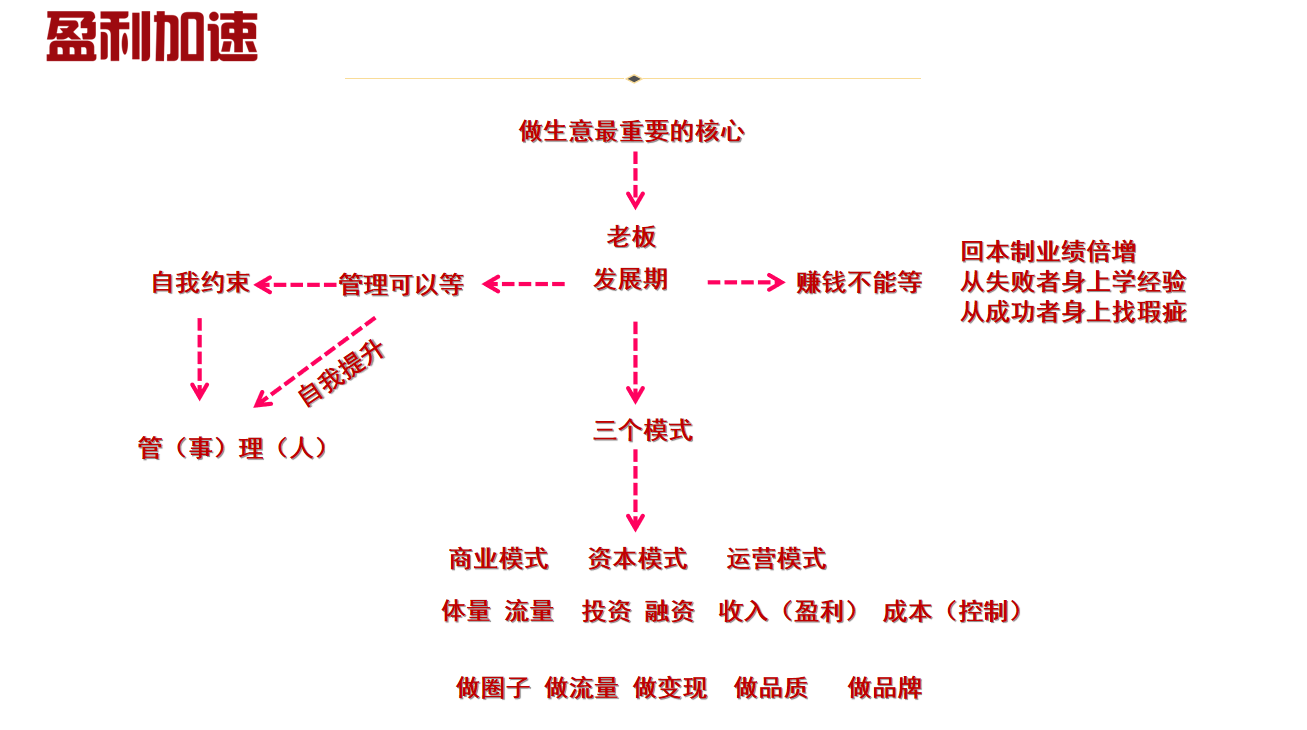 盈利加速
做生意最重要的核心
老板
发展期
自我约束
管理可以等
赚钱不能等
回本制业绩倍增
从失败者身上学经验
从成功者身上找瑕疵
自我提升
管（事）理（人）
三个模式
商业模式 资本模式 运营模式
体量 流量 投资 融资 收入（盈利） 成本（控制）
做圈子 做流量 做变现 做品质 做品牌